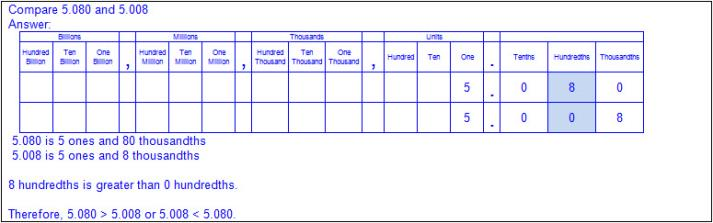 Compare 5.080 and 5.008
Answer:
Billions Millions Thousands Units
Hundred Billion Ten Billion One Billion , Hundred Million Ten Million One Million , Hundred Thousand Ten Thousand One Thousand , Hundred Ten One . Tenths Hundredths Thousandths
5 . 0 8 0
5 . 0 0 8
5.080 is 5 ones and 80 thousandths
5.008 is 5 ones and 8 thousandths
8 hundredths is greater than 0 hundredths.
Therefore, 5.080 > 5.008 or 5.008 < 5.080.